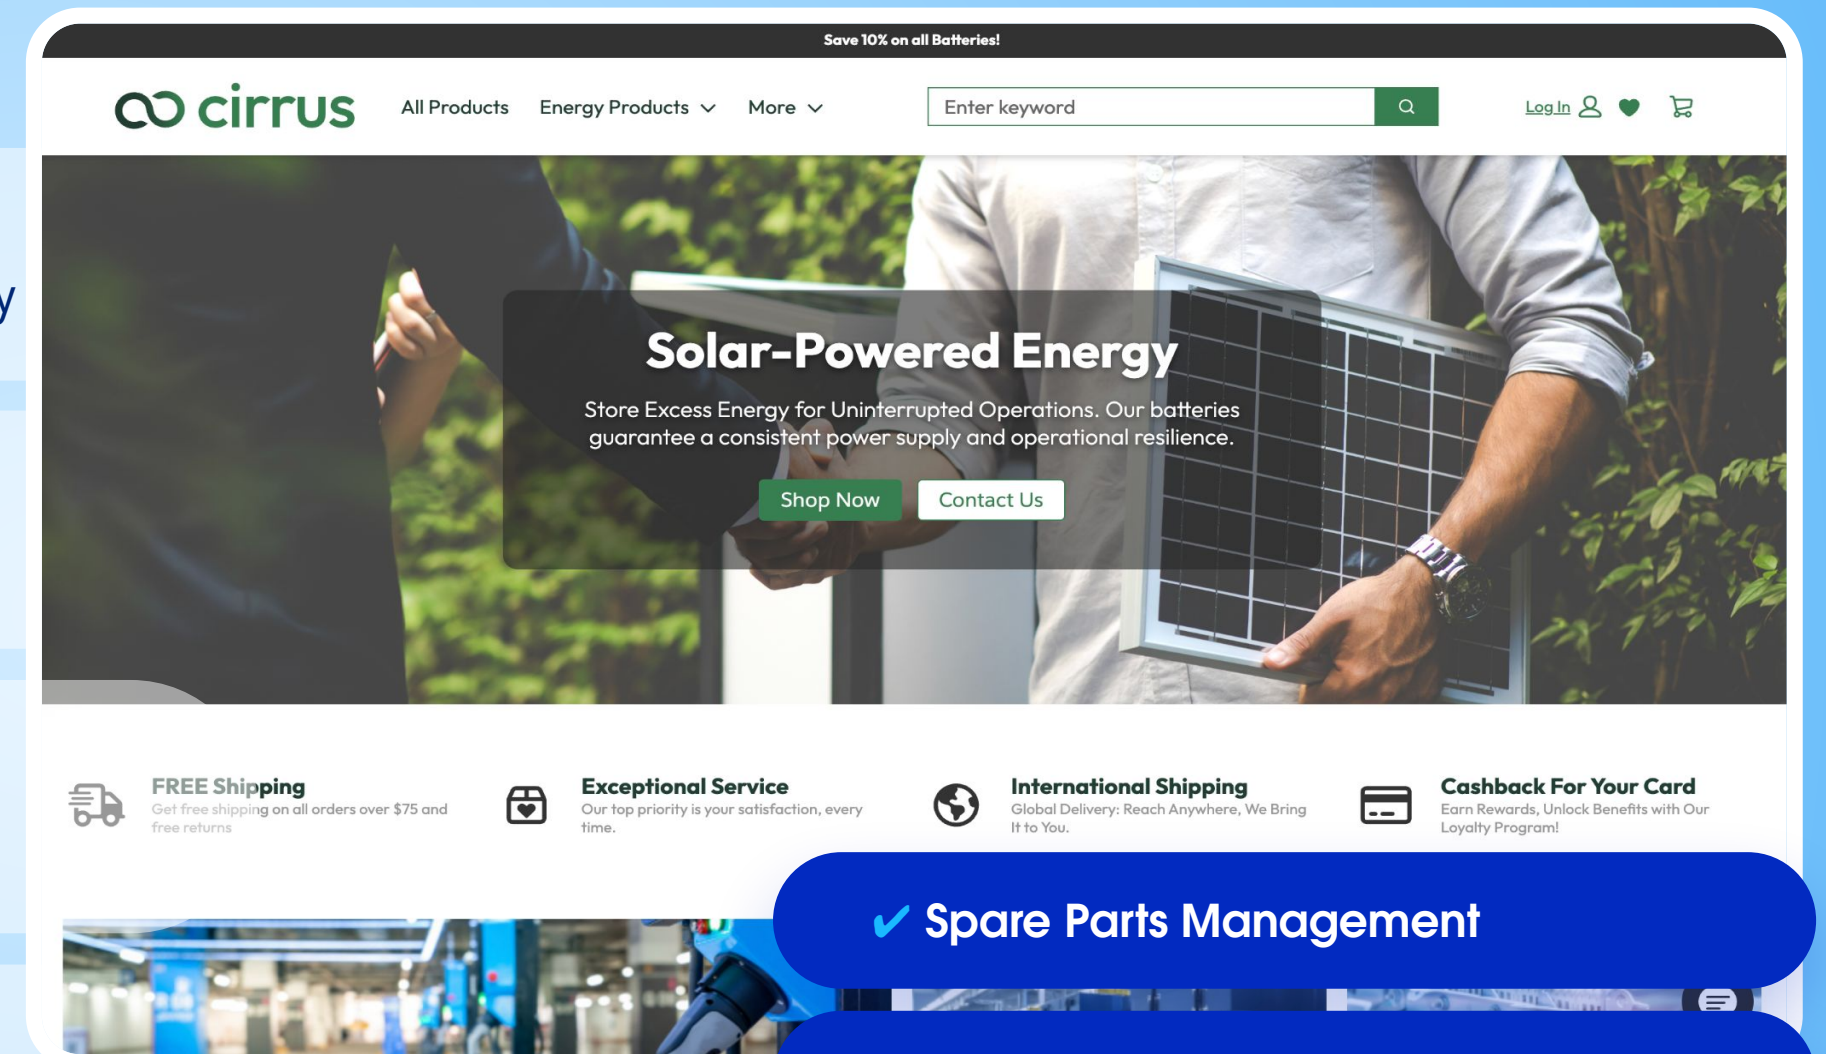 Save 10% on all Batteries!
cirrus
All Products
Energy Products
More
Enter keyword
Log In
y
Solar-Powered Energy
Store Excess Energy for Uninterrupted Operations. Our batteries
guarantee a consistent power supply and operational resilience.
Shop Now
Contact Us
FREE Shipping
Get free shipping on all orders over $75 and
free returns
Exceptional Service
Our top priority is your satisfaction, every
time.
International Shipping
Global Delivery: Reach Anywhere, We Bring
It to You.
Cashback For Your Card
Earn Rewards, Unlock Benefits with Our
Loyalty Program!
✔ Spare Parts Management